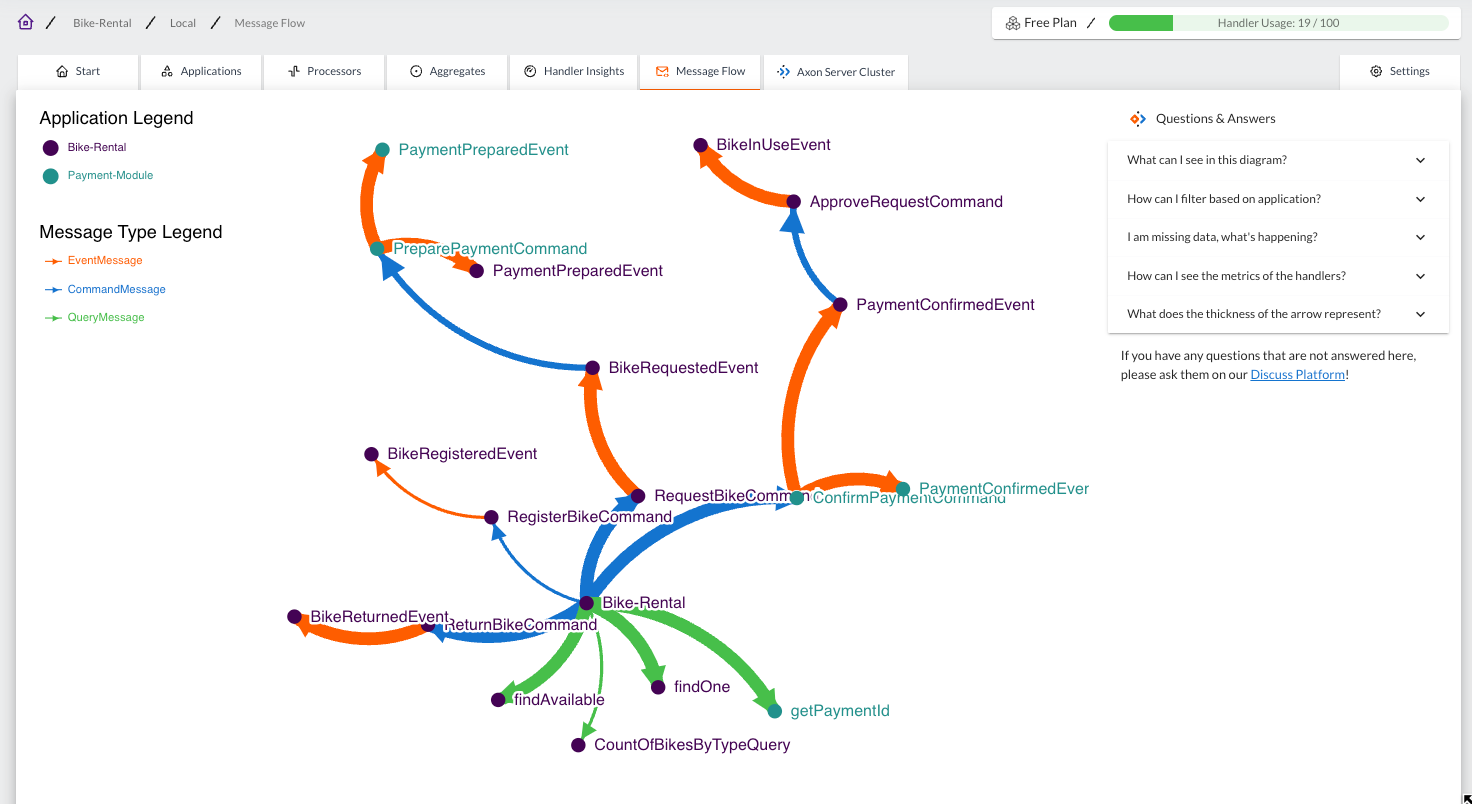 Bike-Rental / Local / Message Flow
Free Plan / Handler Usage: 19 / 100
Start
Applications
Processors
Aggregates
Handler Insights
Message Flow
Axon Server Cluster
Settings
Application Legend
Bike-Rental
Payment-Module
Message Type Legend
EventMessage
CommandMessage
QueryMessage
PaymentPreparedEvent
BikeInUseEvent
ApproveRequestCommand
PreparePaymentCommand
PaymentPreparedEvent
PaymentConfirmedEvent
BikeRequestedEvent
BikeRegisteredEvent
RequestBikeComman
PaymentConfirmedEver
ConfirmPaymentCommand
RegisterBikeCommand
Bike-Rental
BikeReturnedEvent
ReturnBikeCommand
findOne
findAvailable
getPaymentId
CountOfBikesByTypeQuery
Questions & Answers
What can I see in this diagram?
How can I filter based on application?
I am missing data, what's happening?
How can I see the metrics of the handlers?
What does the thickness of the arrow represent?
If you have any questions that are not answered here,
please ask them on our Discuss Platform!